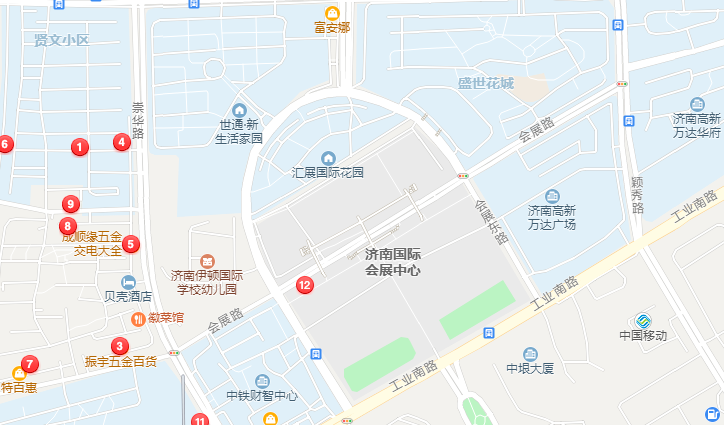 富安娜
贤文小区
盛世花城
崇华路
世通·新
生活家园
会展路
济南高新
万达华府
6
1
4
汇展国际花园
颖秀路
9
8
成顺缘五金
交电大全
5
会展东路
济南高新
万达广场
工业南路
济南国际
会展中心
济南伊顿国际
学校幼儿园
贝壳酒店
12
工业南路
徽菜馆
会展路
中国移动
3
振宇五金百货
7
特百惠
工业南路
中垠大厦
中铁财智中心
11